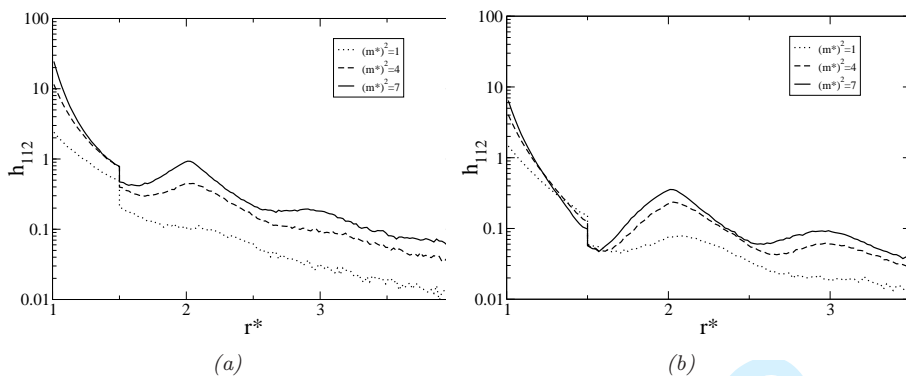 100
10
1
0.1
0.01
h₁₁₂
(m*)²=1
(m*)²=4
(m*)²=7
1
2
3
r*
(a)
100
10
1
0.1
0.01
h₁₁₂
(m*)²=1
(m*)²=4
(m*)²=7
1
2
3
r*
(b)